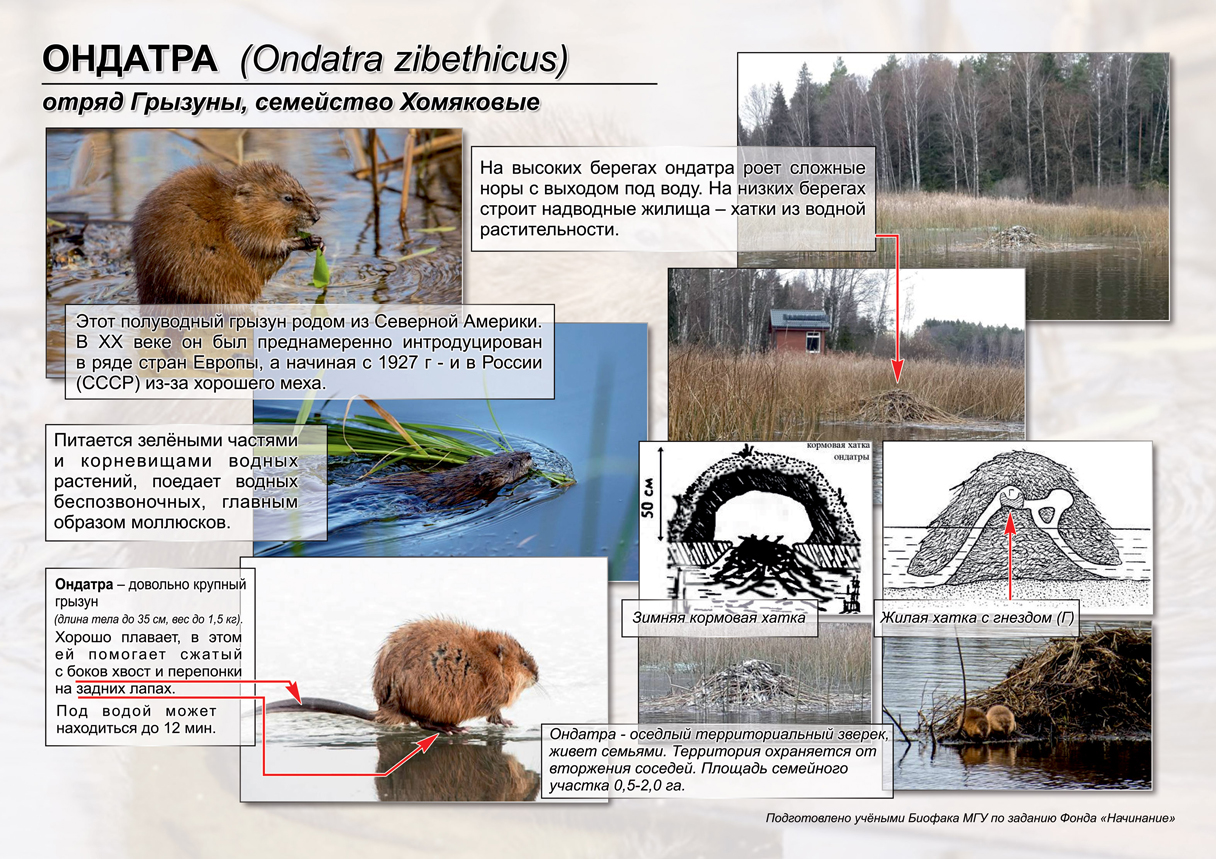 ОНДАТРА (Ondatra zibethicus)
отряд Грызуны, семейство Хомяковые
На высоких берегах ондатра роет сложные
норы с выходом под воду. На низких берегах
строит надводные жилища – хатки из водной
растительности.
Этот полуводный грызун родом из Северной Америки.
В ХХ веке он был преднамеренно интродуцирован
в ряде стран Европы, а начиная с 1927 г - и в России
(СССР) из-за хорошего меха.
Питается зелёными частями
и корневищами водных
растений, поедает водных
беспозвоночных, главным
образом моллюсков.
Ондатра – довольно крупный
грызун
(длина тела до 35 см, вес до 1,5 кг).
Хорошо плавает, в этом
ей помогает сжатый
с боков хвост и перепонки
на задних лапах.
Под водой может
находиться до 12 мин.
кормовая хатка
ондатры
50 см
Зимняя кормовая хатка
Г
Жилая хатка с гнездом (Г)
Ондатра - оседлый территориальный зверек,
живет семьями. Территория охраняется от
вторжения соседей. Площадь семейного
участка 0,5-2,0 га.
Подготовлено учёными Биофака МГУ по заданию Фонда «Начинание»